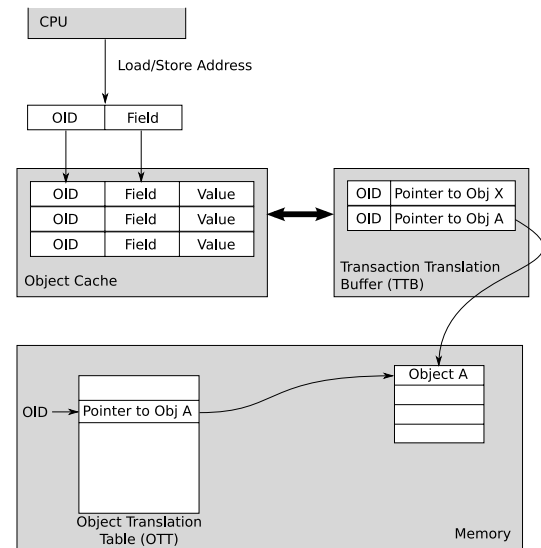 CPU
Load/Store Address
OID Field
OID Field Value
OID Field Value
OID Field Value
Object Cache
OID Pointer to Obj X
OID Pointer to Obj A
Transaction Translation
Buffer (TTB)
Object A
OID Pointer to Obj A
Object Translation
Table (OTT)
Memory